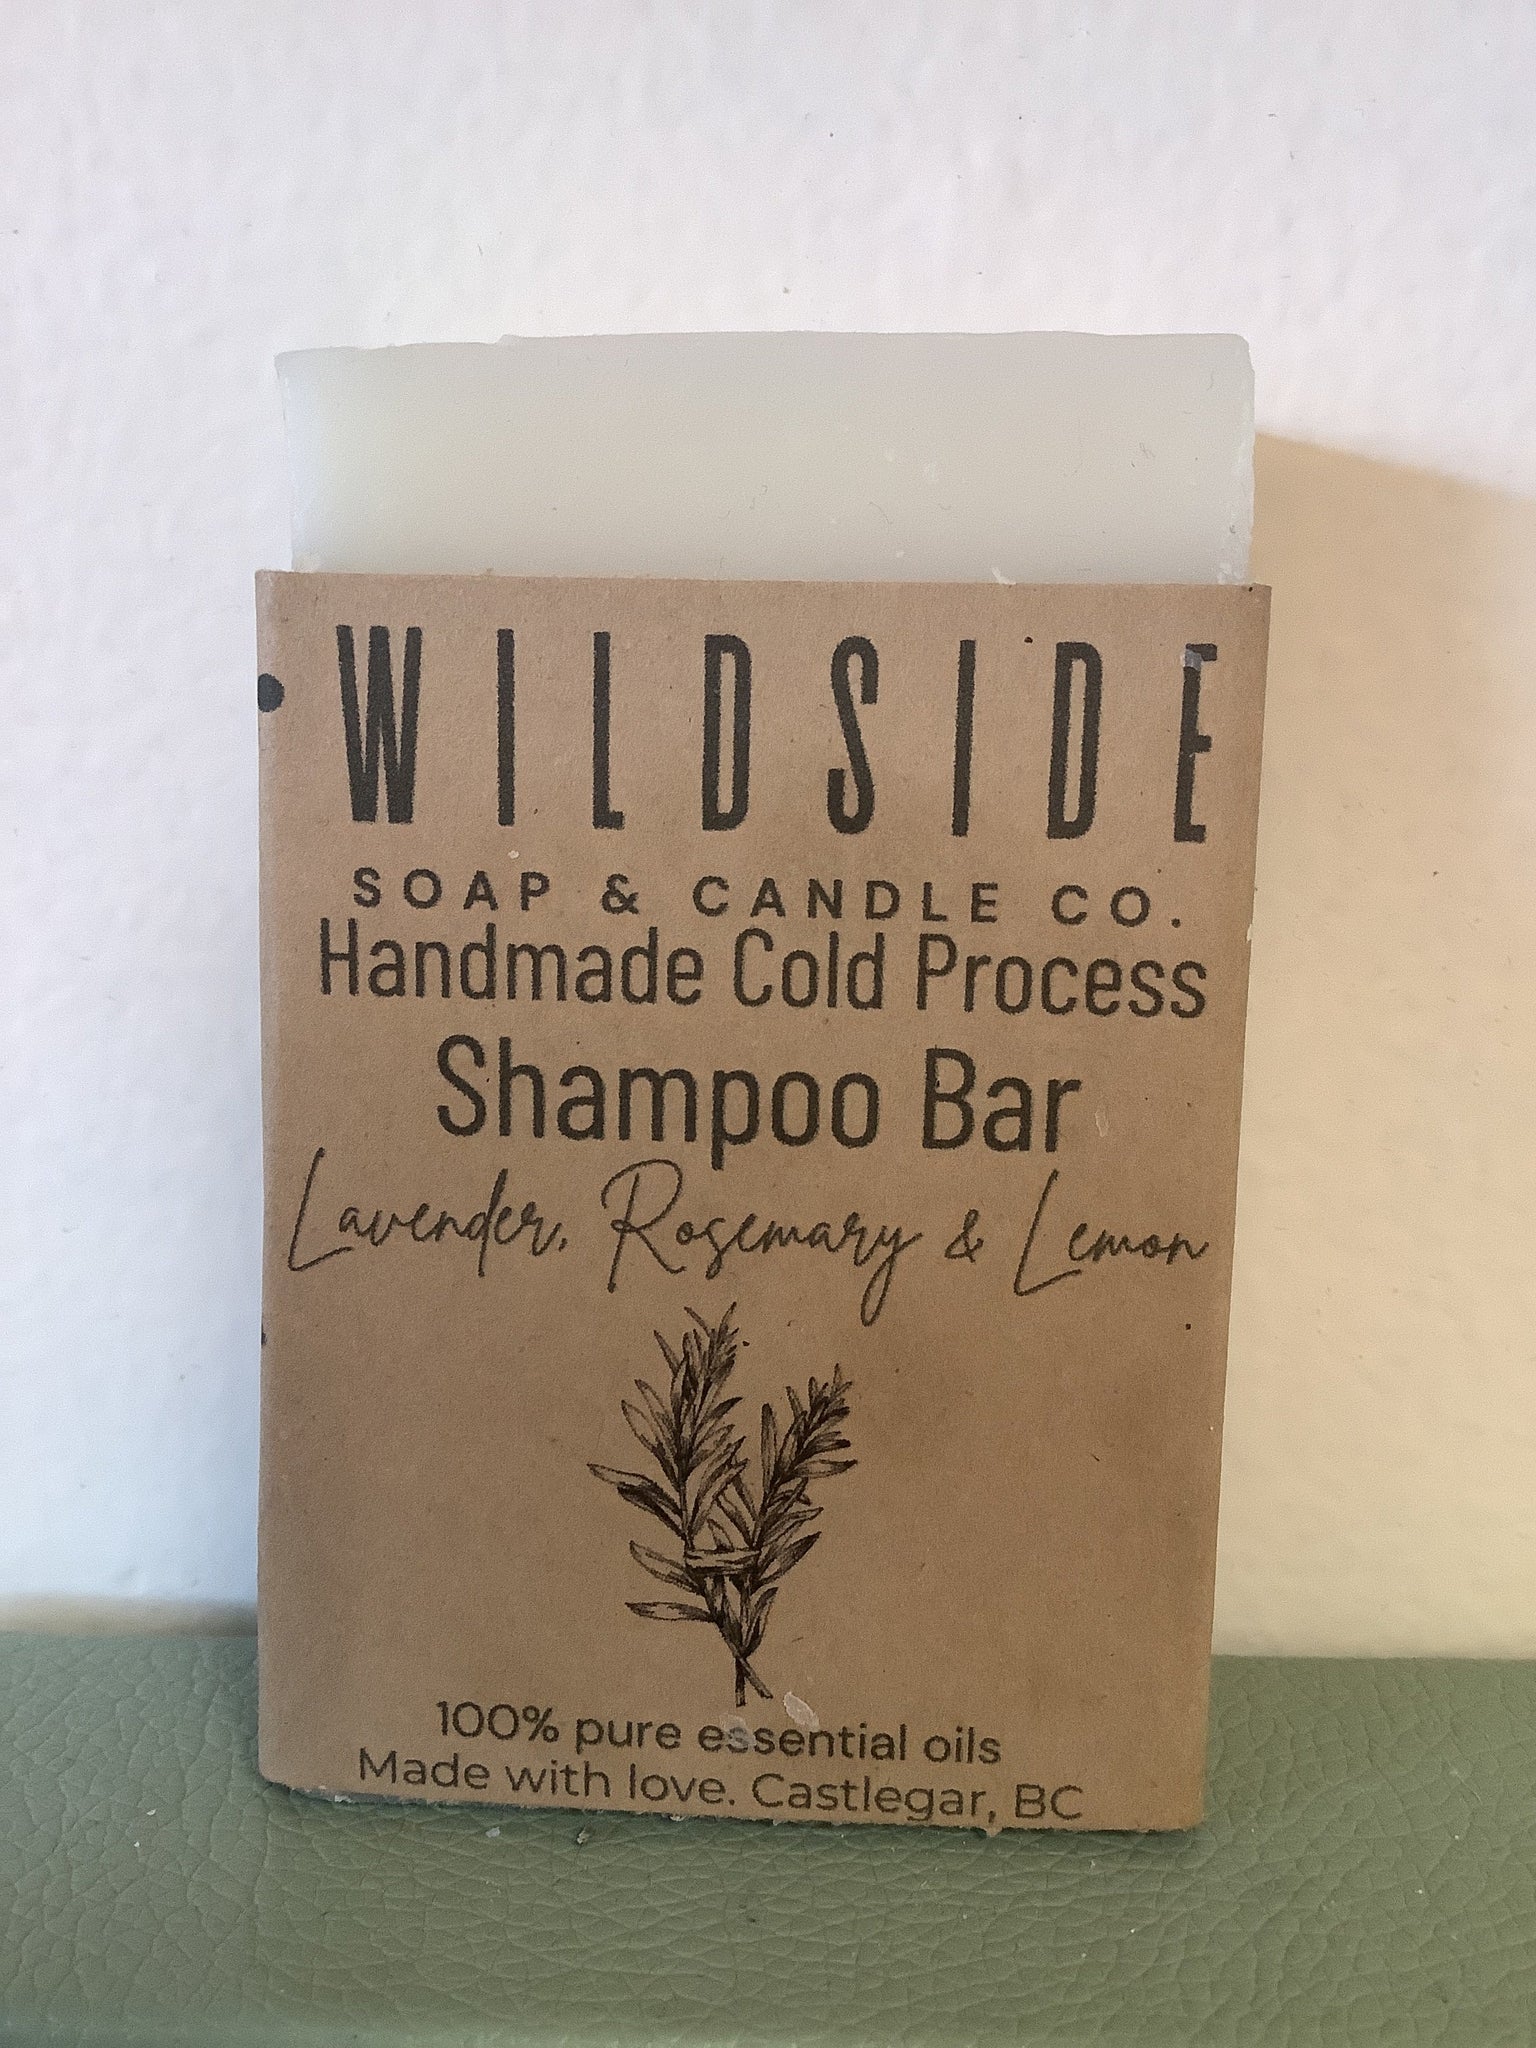 WILDSIDE
SOAP & CANDLE CO.
Handmade Cold Process
Shampoo Bar
Lavender, Rosemary & Lemon
100% pure essential oils
Made with love. Castlegar, BC